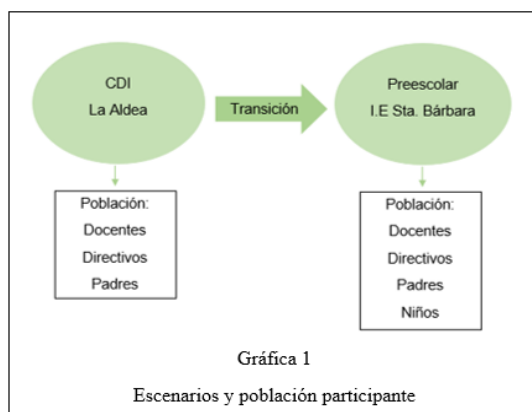 CDI
La Aldea
Transición
Preescolar
I.E Sta. Bárbara
Población:
Docentes
Directivos
Padres
Población:
Docentes
Directivos
Padres
Niños
Gráfica 1
Escenarios y población participante